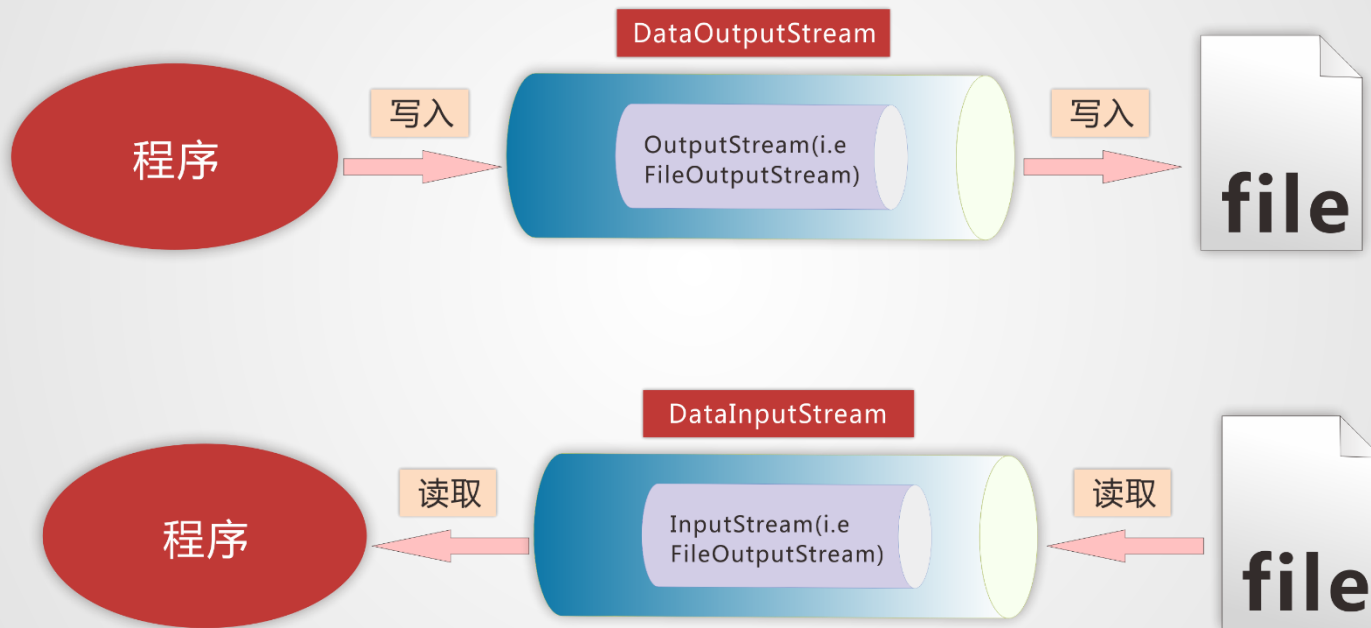 DataOutputStream
程序
写入
OutputStream(i.e
FileOutputStream)
写入
file
DataInputStream
程序
读取
InputStream(i.e
FileOutputStream)
读取
file